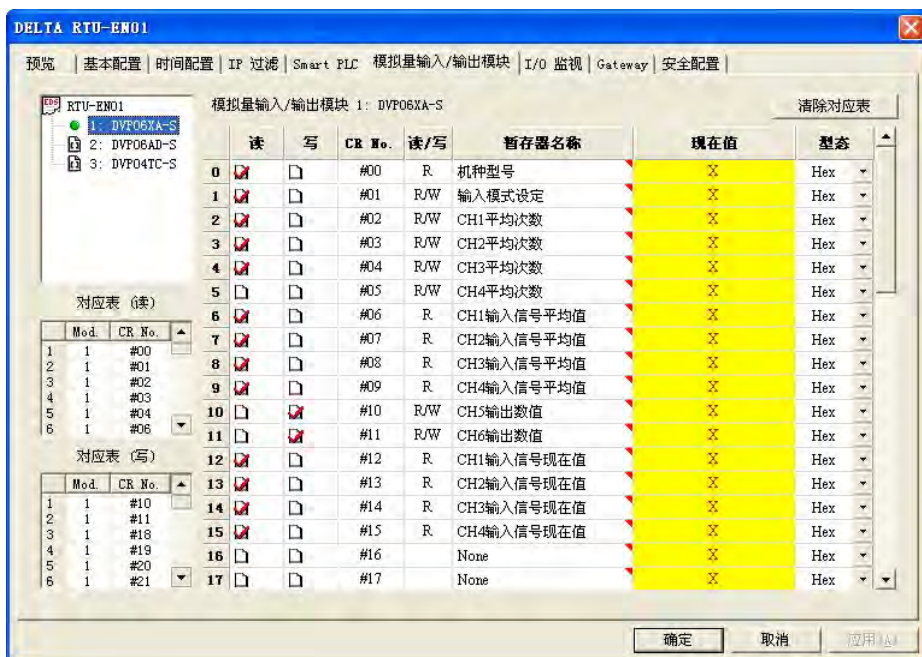 DELTA RTU-EN01
预览 基本配置 时间配置 IP 过滤 Smart PLC 模拟量输入/输出模块 I/O 监视 Gateway 安全配置
EDS RTU-EN01
1: DVP06XA-S
2: DVP06AD-S
3: DVP04TC-S
对应表 (读)
Mod. CR No.
1 1 #00
2 1 #01
3 1 #02
4 1 #03
5 1 #04
6 1 #06
对应表 (写)
Mod. CR No.
1 1 #10
2 1 #11
3 1 #18
4 1 #19
5 1 #20
6 1 #21
模拟量输入/输出模块 1: DVP06XA-S 清除对应表
读 写 CR No. 读/写 暂存器名称 现在值 型态
0 #00 R 机种型号 X Hex
1 #01 R/W 输入模式设定 X Hex
2 #02 R/W CH1平均次数 X Hex
3 #03 R/W CH2平均次数 X Hex
4 #04 R/W CH3平均次数 X Hex
5 #05 R/W CH4平均次数 X Hex
6 #06 R CH1输入信号平均值 X Hex
7 #07 R CH2输入信号平均值 X Hex
8 #08 R CH3输入信号平均值 X Hex
9 #09 R CH4输入信号平均值 X Hex
10 #10 R/W CH5输出数值 X Hex
11 #11 R/W CH6输出数值 X Hex
12 #12 R CH1输入信号现在值 X Hex
13 #13 R CH2输入信号现在值 X Hex
14 #14 R CH3输入信号现在值 X Hex
15 #15 R CH4输入信号现在值 X Hex
16 #16 None X Hex
17 #17 None X Hex
确定 取消 应用(A)